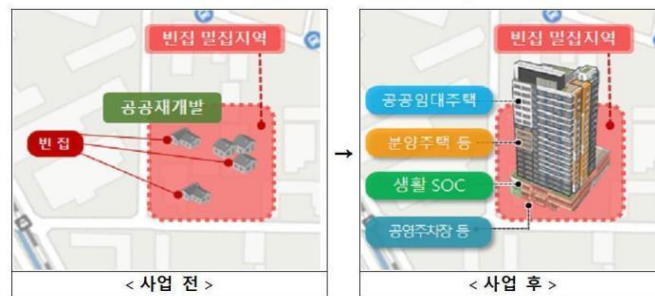 빈집 밀집지역
공공재개발
빈 집
< 사업 전 >
→
빈집 밀집지역
공공임대주택
분양주택 등
생활 SOC
공영주차장 등
< 사업 후 >